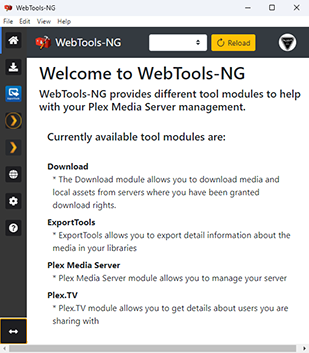 File Edit View Help
WebTools-NG
Reload
Welcome to WebTools-NG
WebTools-NG provides different tool modules to help
with your Plex Media Server management.
Currently available tool modules are:
Download
* The Download module allows you to download media and
local assets from servers where you have been granted
download rights.
ExportTools
* ExportTools allows you to export detail information about the
media in your libraries
Plex Media Server
* Plex Media Server module allows you to manage your server
Plex.TV
* Plex.TV module allows you to get details about users you are
sharing with